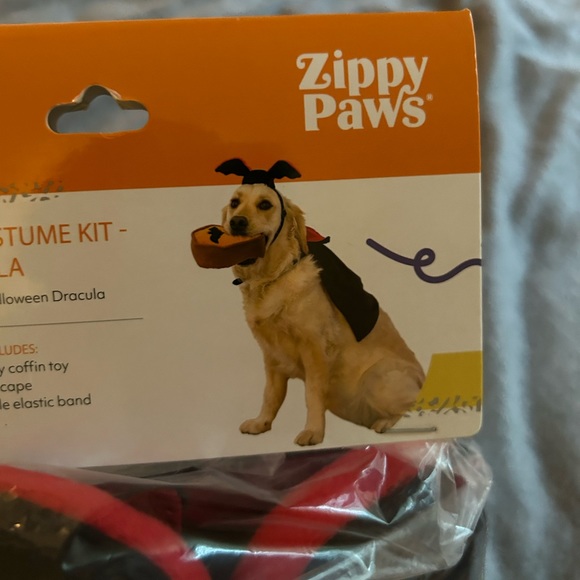 Zippy
Paws®
STUME KIT -
LA
lloween Dracula
LUDES:
y coffin toy
cape
le elastic band